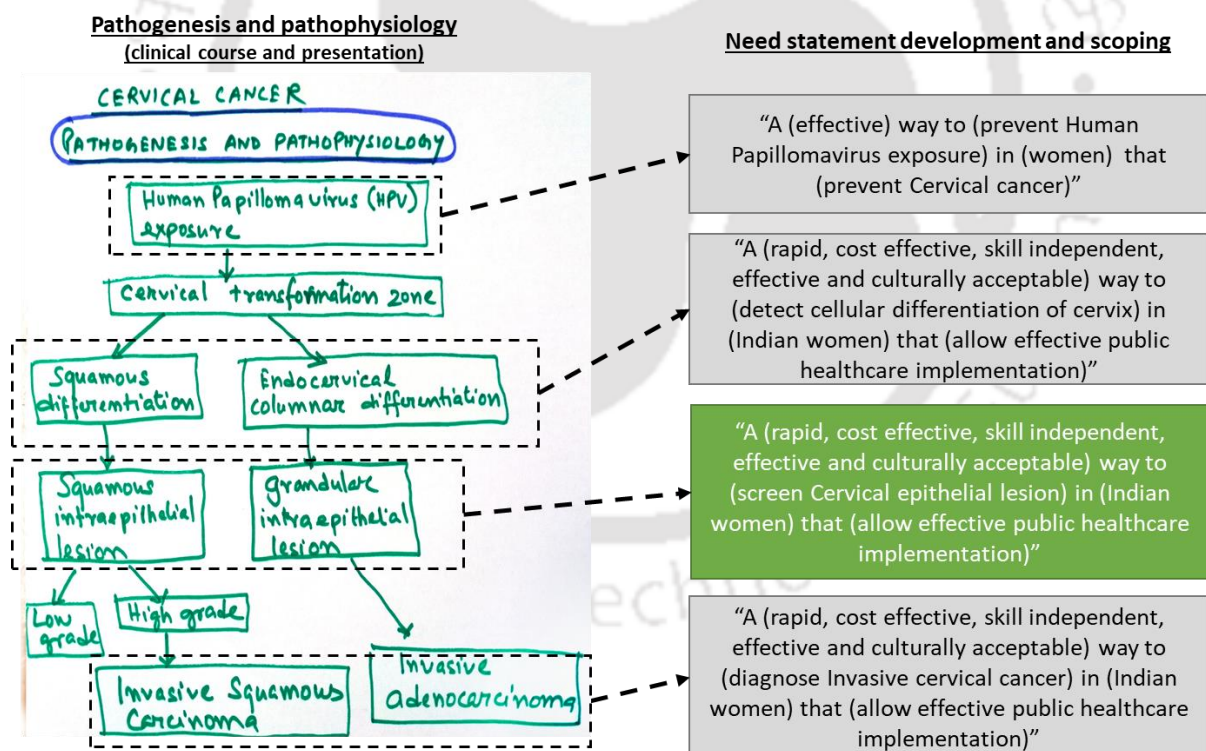 Pathogenesis and pathophysiology
(clinical course and presentation)
CERVICAL CANCER
PATHOGENESIS AND PATHOPHYSIOLOGY
Human Papilloma virus (HPV)
exposure
Cervical transformation zone
Squamous
differentiation
Endocervical
columnar differentiation
Squamous
intraepithelial
lesion
grandulare
intraepithelial
lesion
Low
grade
High grade
Invasive Squamous
Carcinoma
Invasive
Adenocarcinoma
Need statement development and scoping
“A (effective) way to (prevent Human
Papillomavirus exposure) in (women) that
(prevent Cervical cancer)”
“A (rapid, cost effective, skill independent,
effective and culturally acceptable) way to
(detect cellular differentiation of cervix) in
(Indian women) that (allow effective public
healthcare implementation)”
“A (rapid, cost effective, skill independent,
effective and culturally acceptable) way to
(screen Cervical epithelial lesion) in (Indian
women) that (allow effective public healthcare
implementation)”
“A (rapid, cost effective, skill independent,
effective and culturally acceptable) way to
(diagnose Invasive cervical cancer) in (Indian
women) that (allow effective public healthcare
implementation)”